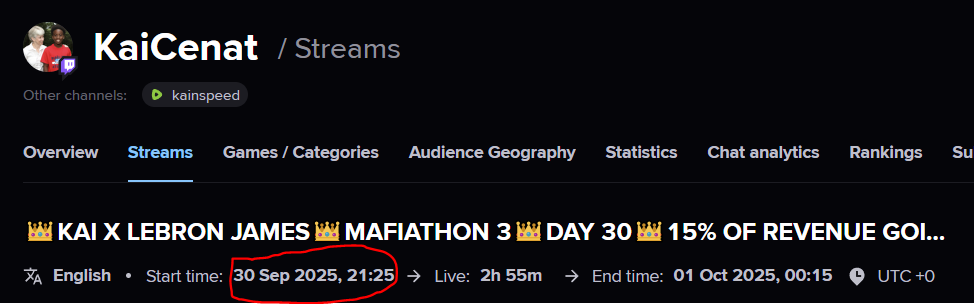 KaiCenat / Streams
Other channels: kainspeed
Overview Streams Games / Categories Audience Geography Statistics Chat analytics Rankings Su
👑KAI X LEBRON JAMES👑MAFIATHON 3👑DAY 30👑15% OF REVENUE GOI...
English • Start time: 30 Sep 2025, 21:25 → Live: 2h 55m → End time: 01 Oct 2025, 00:15 UTC +0